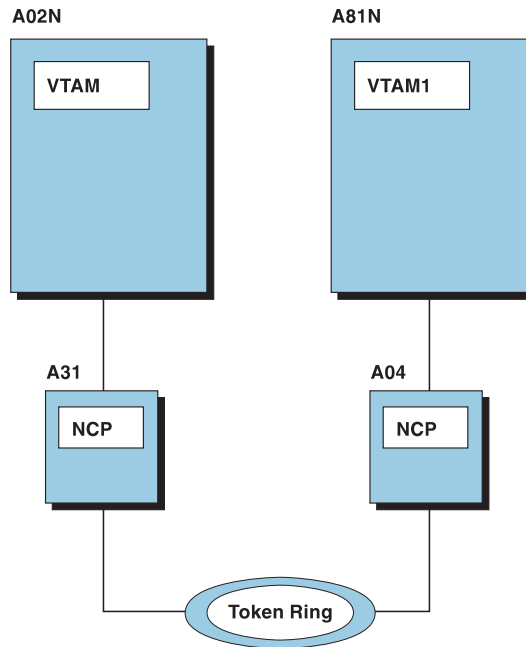 A02N
A81N
VTAM
VTAM1
A31
A04
NCP
NCP
Token Ring